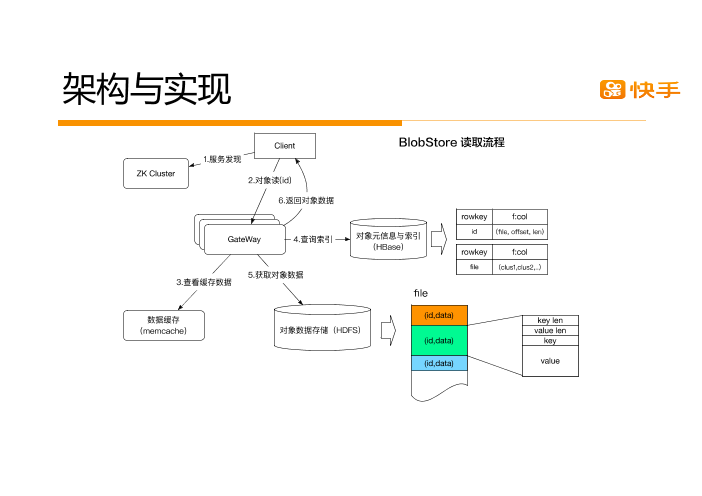 架构与实现
快手
BlobStore 读取流程
Client
1.服务发现
ZK Cluster
2.对象读(id)
6.返回对象数据
GateWay
4.查询索引
对象元信息与索引
（HBase）
rowkey f:col
id （file, offset, len）
rowkey f:col
file （clus1,clus2,..）
3.查看缓存数据
5.获取对象数据
数据缓存
（memcache）
对象数据存储（HDFS）
file
(id,data)
(id,data)
(id,data)
key len
value len
key
value